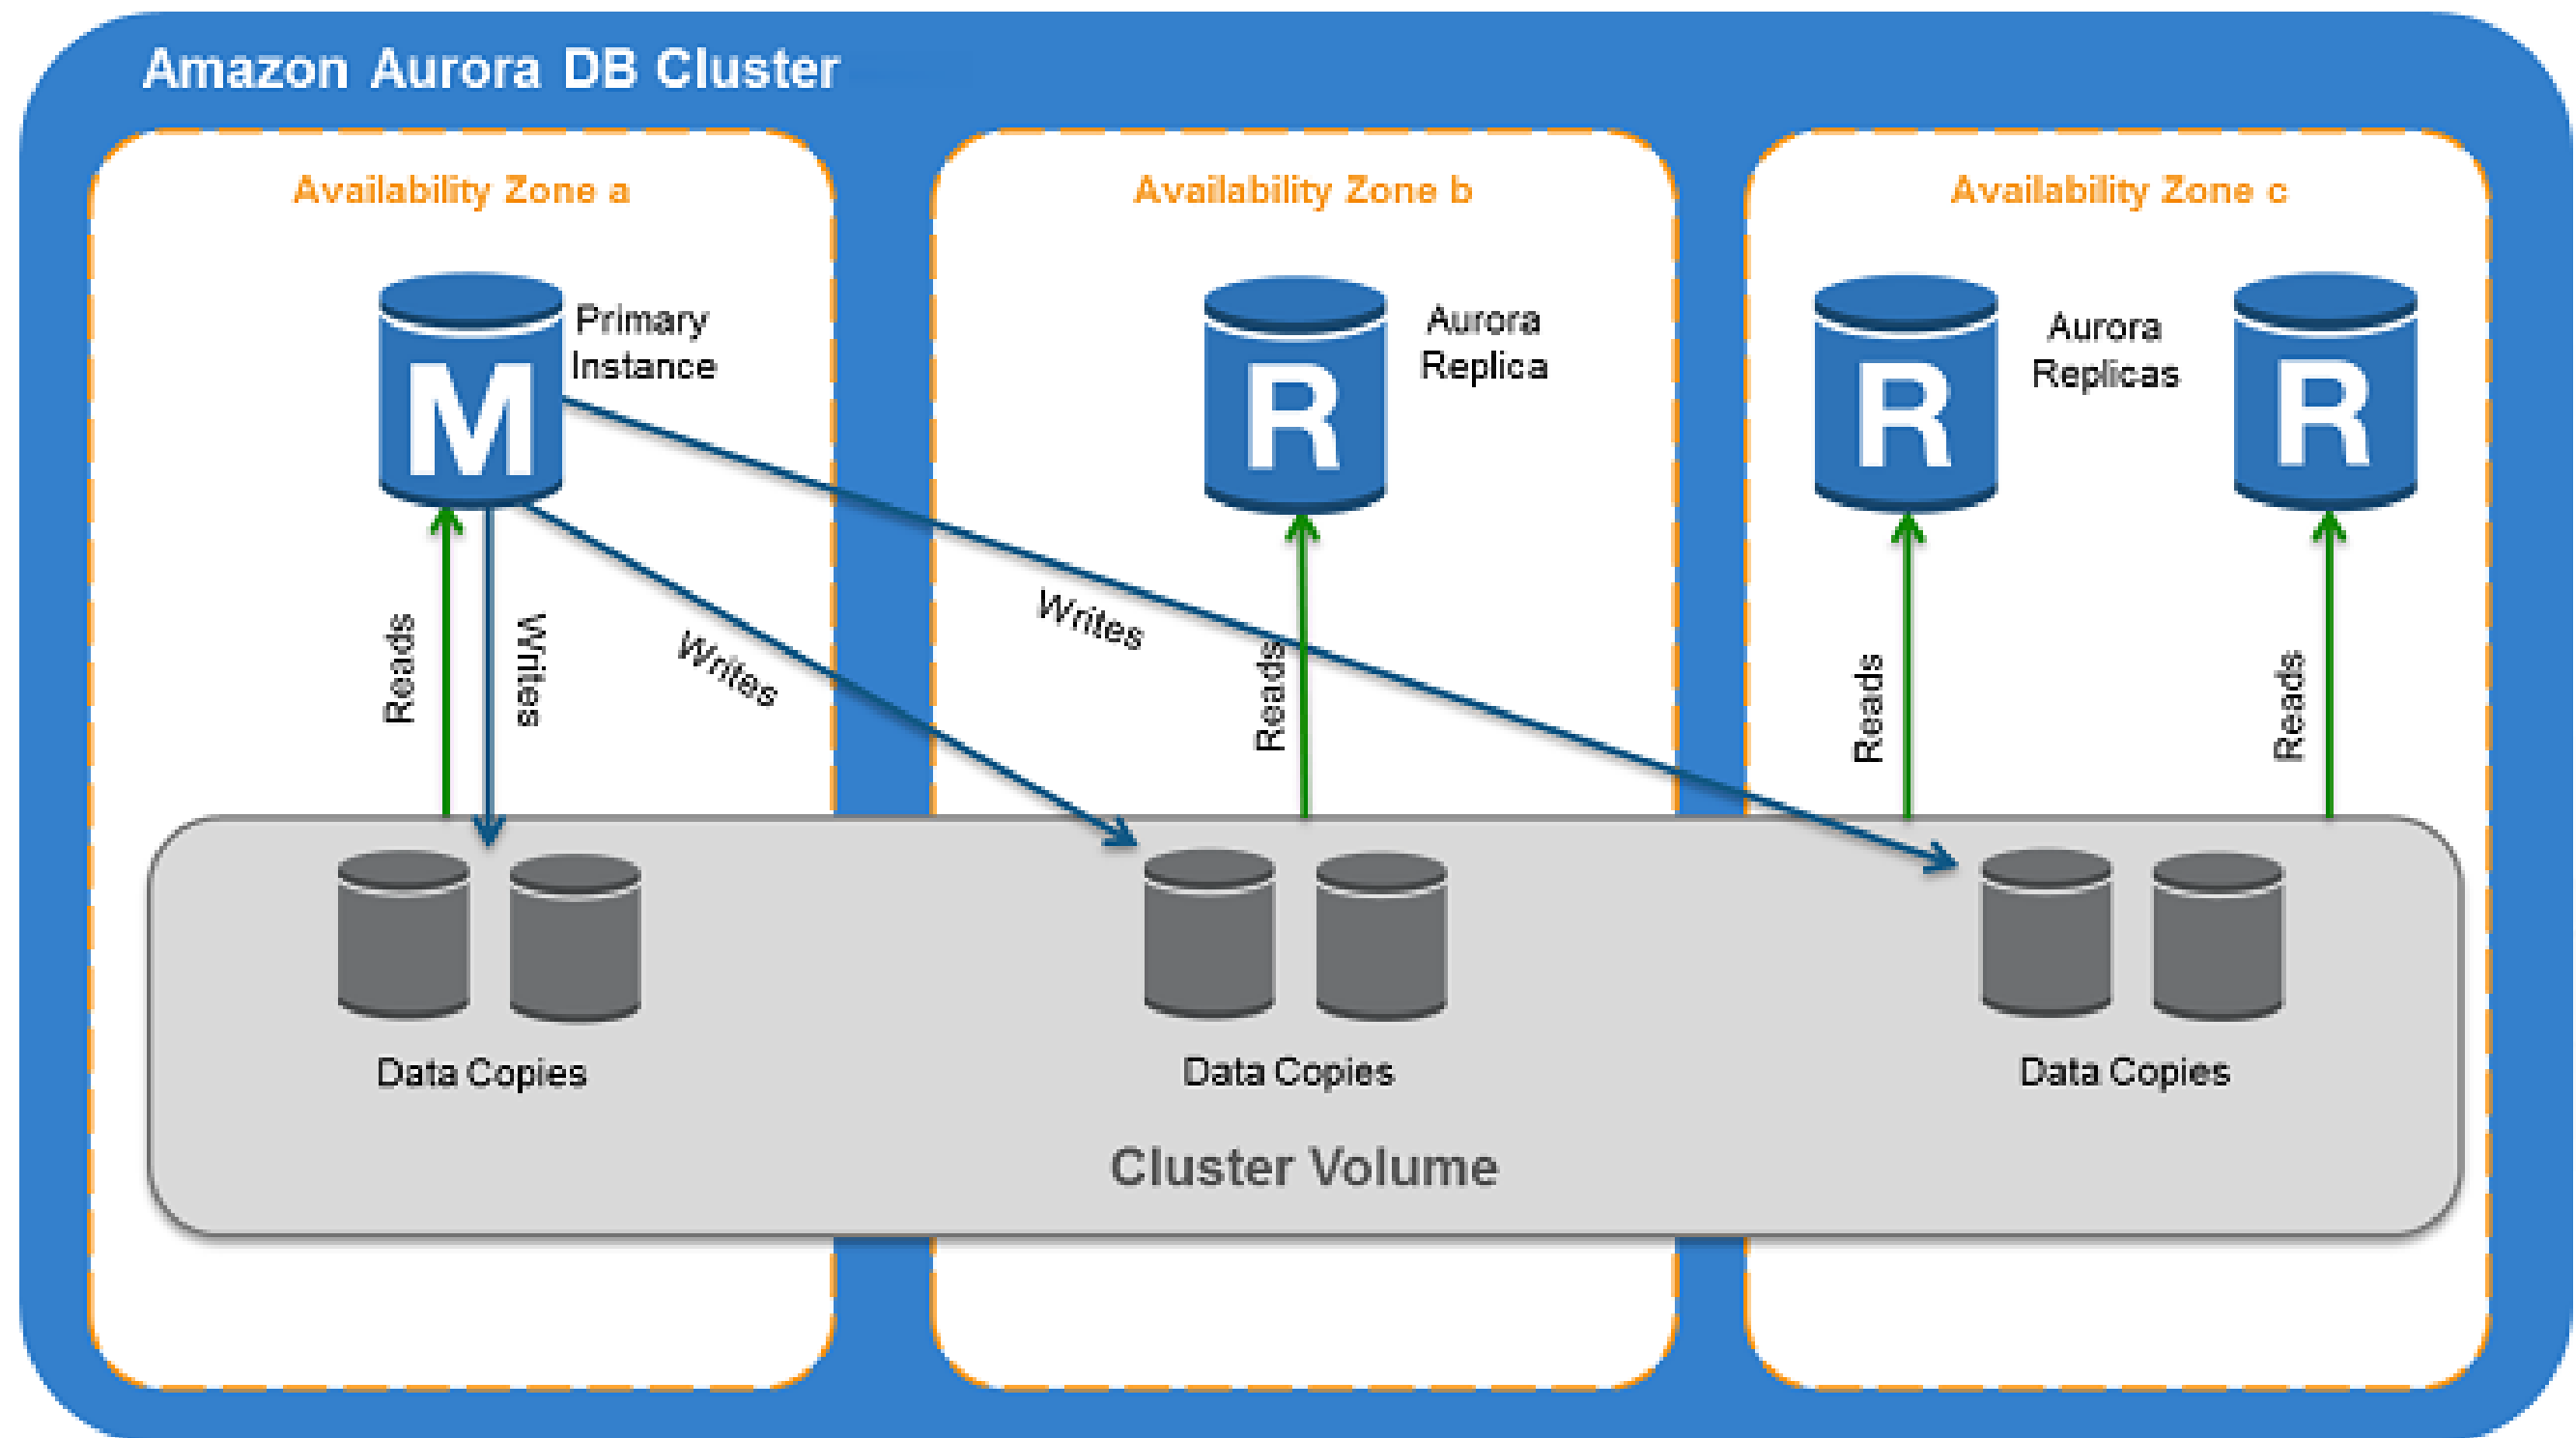 Amazon Aurora DB Cluster
Availability Zone a
Availability Zone b
Availability Zone c
M
Primary
Instance
R
Aurora
Replica
R
Aurora
Replicas
R
Reads
Writes
Writes
Writes
Reads
Reads
Reads
Data Copies
Data Copies
Data Copies
Cluster Volume